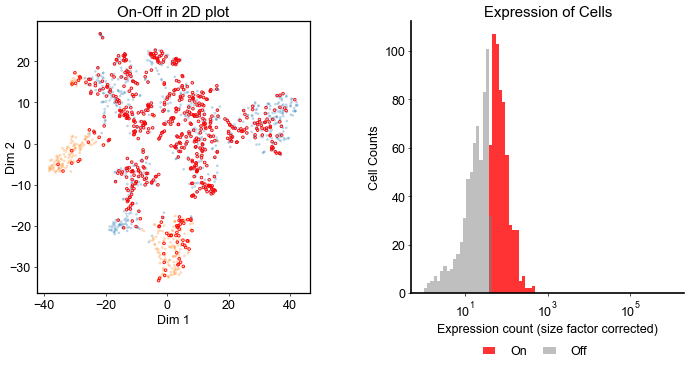 On-Off in 2D plot
Dim 2
20
10
0
−10
−20
−30
−40
−20
0
20
40
Dim 1
Expression of Cells
Cell Counts
100
80
60
40
20
0
10^1
10^3
10^5
Expression count (size factor corrected)
On
Off